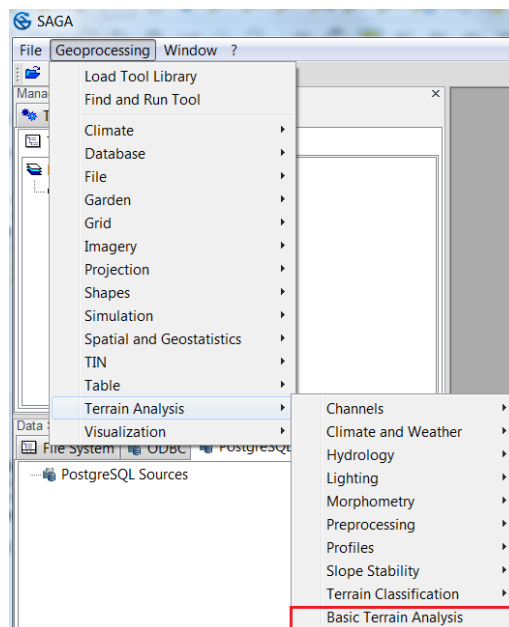 SAGA
File Geoprocessing Window ?
Load Tool Library
Find and Run Tool
Climate
Database
File
Garden
Grid
Imagery
Projection
Shapes
Simulation
Spatial and Geostatistics
TIN
Table
Terrain Analysis
Visualization
Channels
Climate and Weather
Hydrology
Lighting
Morphometry
Preprocessing
Profiles
Slope Stability
Terrain Classification
Basic Terrain Analysis
Mana
Data
File System ODBC PostgreSQL
PostgreSQL Sources